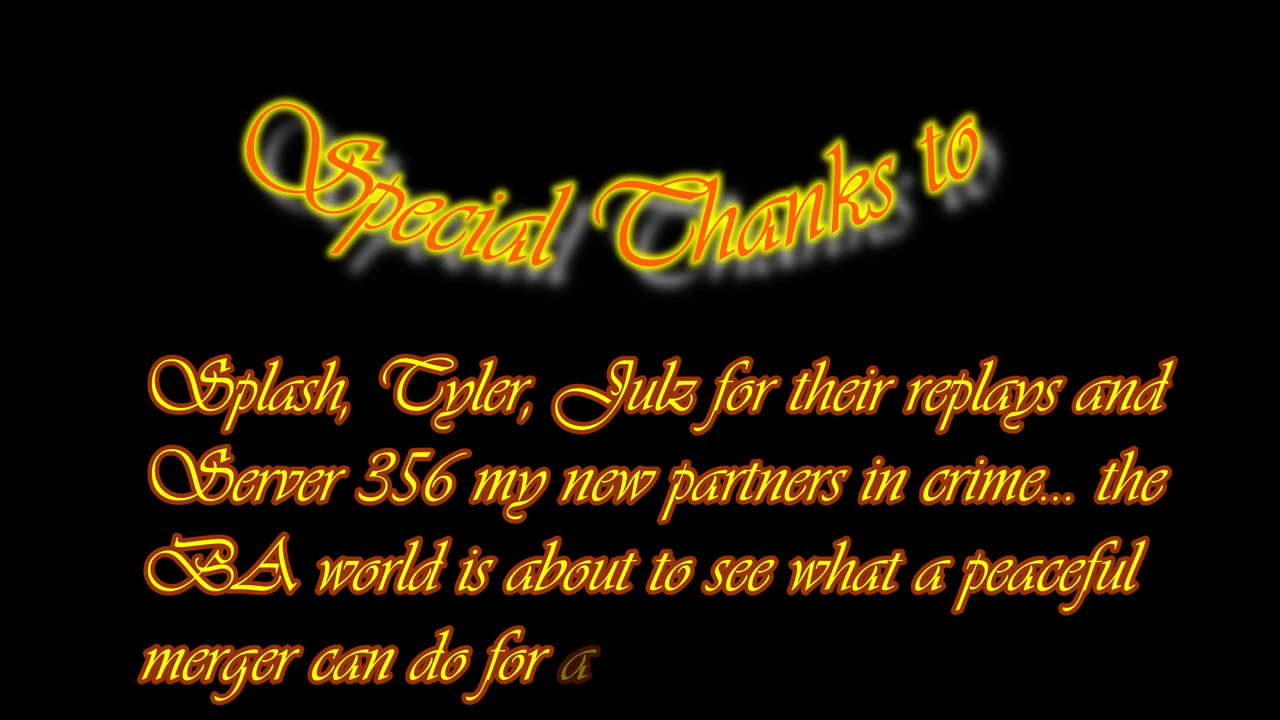 Special Thanks to
Splash, Tyler, Julz for their replays and
Server 356 my new partners in crime... the
BA world is about to see what a peaceful
merger can do for a